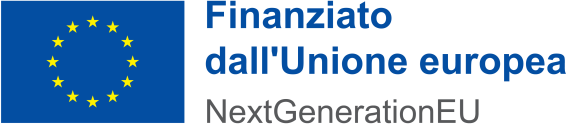 Finanziato
dall'Unione europea
NextGenerationEU